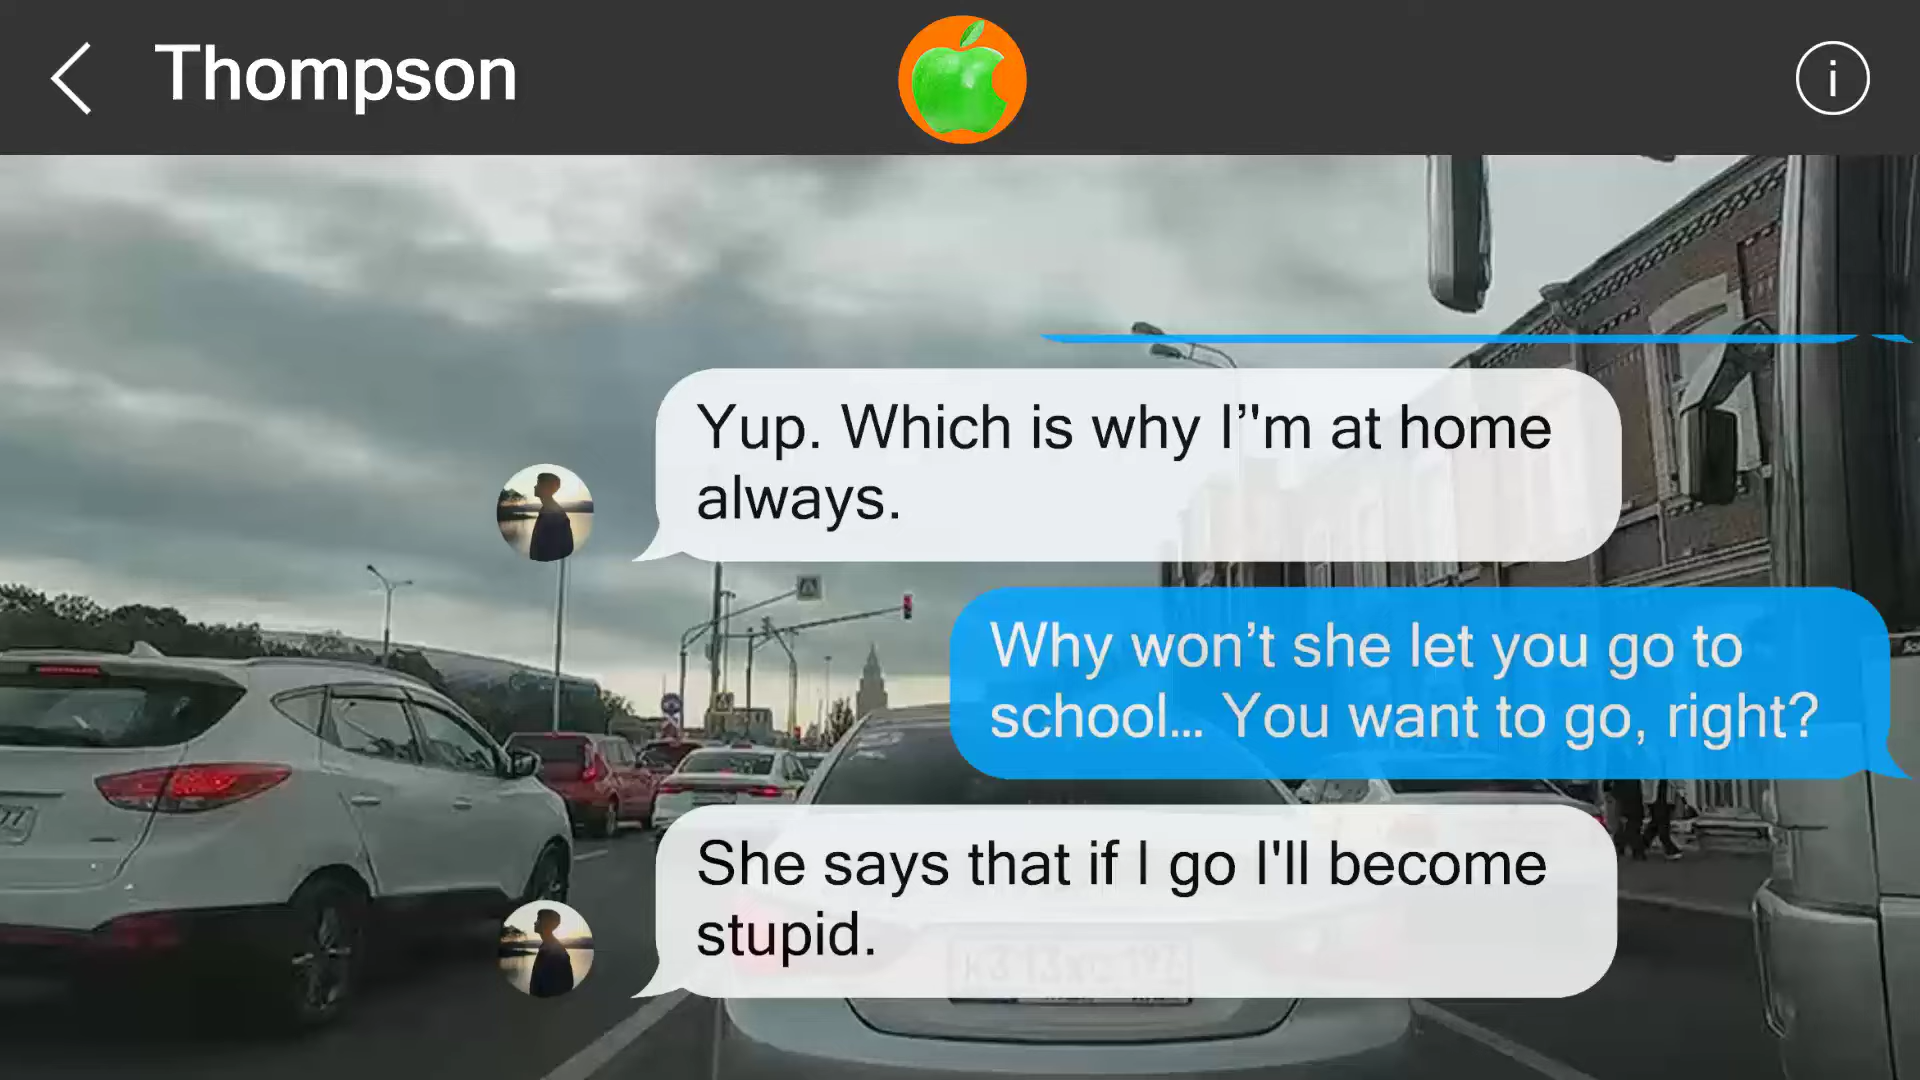 Thompson
i
Yup. Which is why I’'m at home
always.
Why won’t she let you go to
school... You want to go, right?
She says that if I go I'll become
stupid.